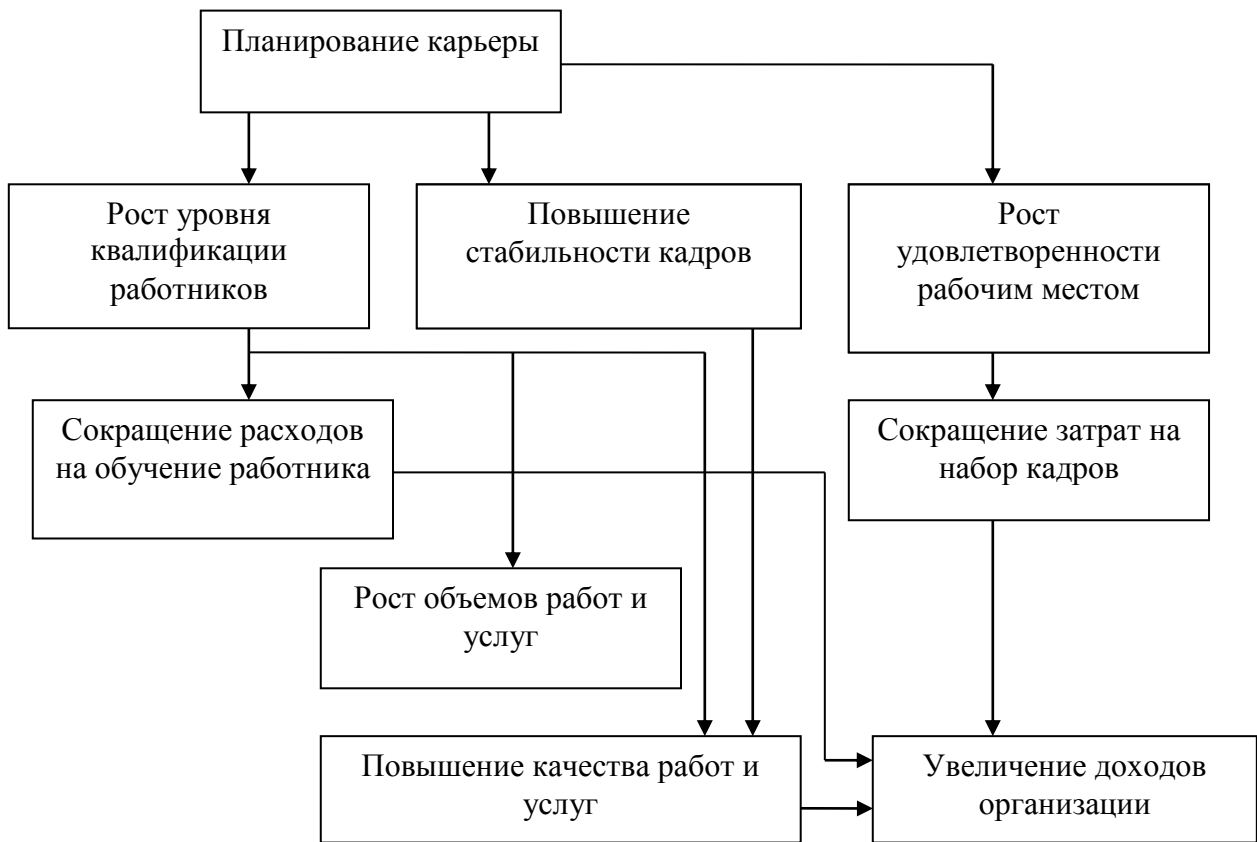 Планирование карьеры
Рост уровня
квалификации
работников
Повышение
стабильности кадров
Рост
удовлетворенности
рабочим местом
Сокращение расходов
на обучение работника
Сокращение затрат на
набор кадров
Рост объемов работ и
услуг
Повышение качества работ и
услуг
Увеличение доходов
организации